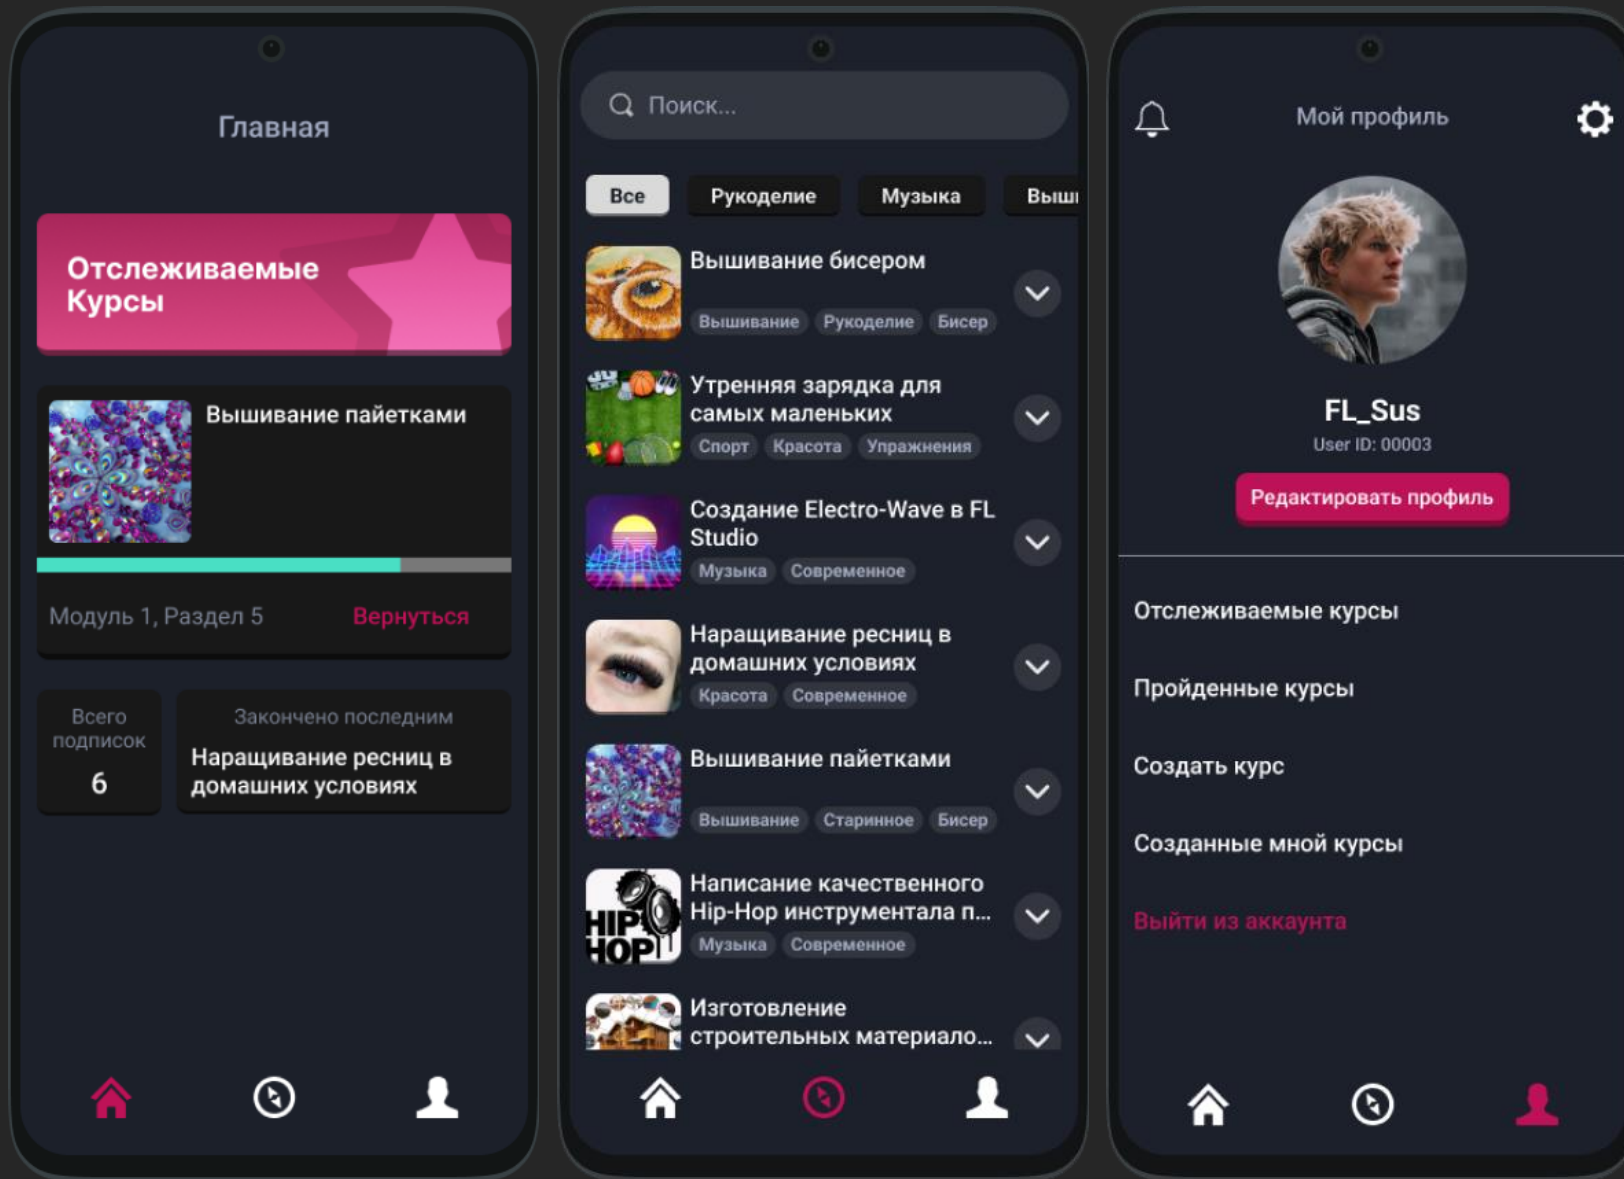 Главная
Отслеживаемые
Курсы
Вышивание пайетками
Модуль 1, Раздел 5
Вернуться
Всего
подписок
6
Закончено последним
Наращивание ресниц в
домашних условиях
Поиск...
Все
Рукоделие
Музыка
Выши
Вышивание бисером
Вышивание
Рукоделие
Бисер
Утренняя зарядка для
самых маленьких
Спорт
Красота
Упражнения
Создание Electro-Wave в FL
Studio
Музыка
Современное
Наращивание ресниц в
домашних условиях
Красота
Современное
Вышивание пайетками
Вышивание
Старинное
Бисер
HIP
HOP
Написание качественного
Hip-Hop инструментала п...
Музыка
Современное
Изготовление
строительных материало...
Мой профиль
FL_Sus
User ID: 00003
Редактировать профиль
Отслеживаемые курсы
Пройденные курсы
Создать курс
Созданные мной курсы
Выйти из аккаунта